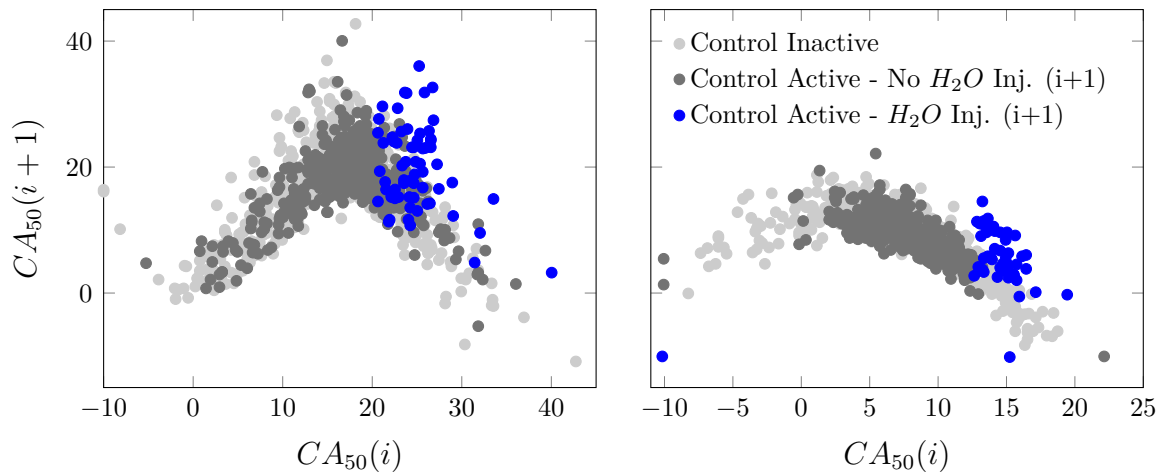 40
20
0
−10
0
10
20
30
40
CA50(i)
CA50(i + 1)
Control Inactive
Control Active - No H2O Inj. (i+1)
Control Active - H2O Inj. (i+1)
−10
−5
0
5
10
15
20
25
CA50(i)